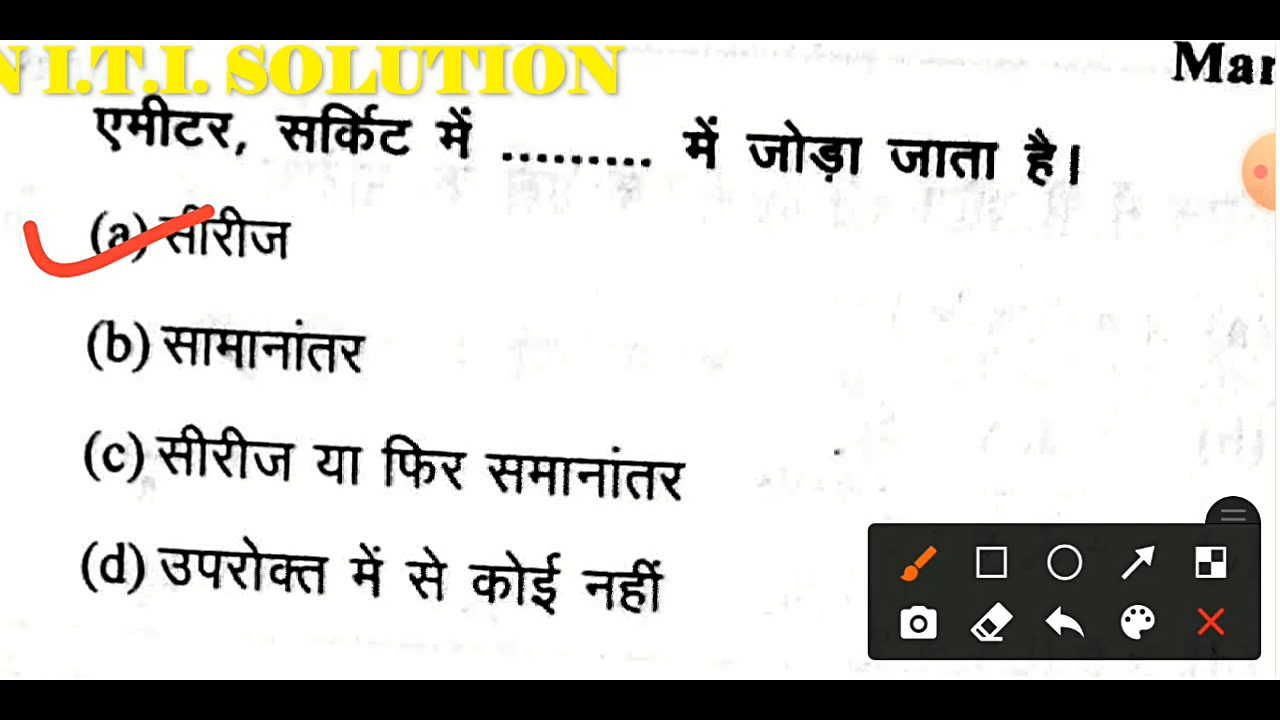 N I.T.I. SOLUTION
Mar
एमीटर, सर्किट में ......... में जोड़ा जाता है।
(a) सीरीज
(b) सामानांतर
(c) सीरीज या फिर समानांतर
(d) उपरोक्त में से कोई नहीं